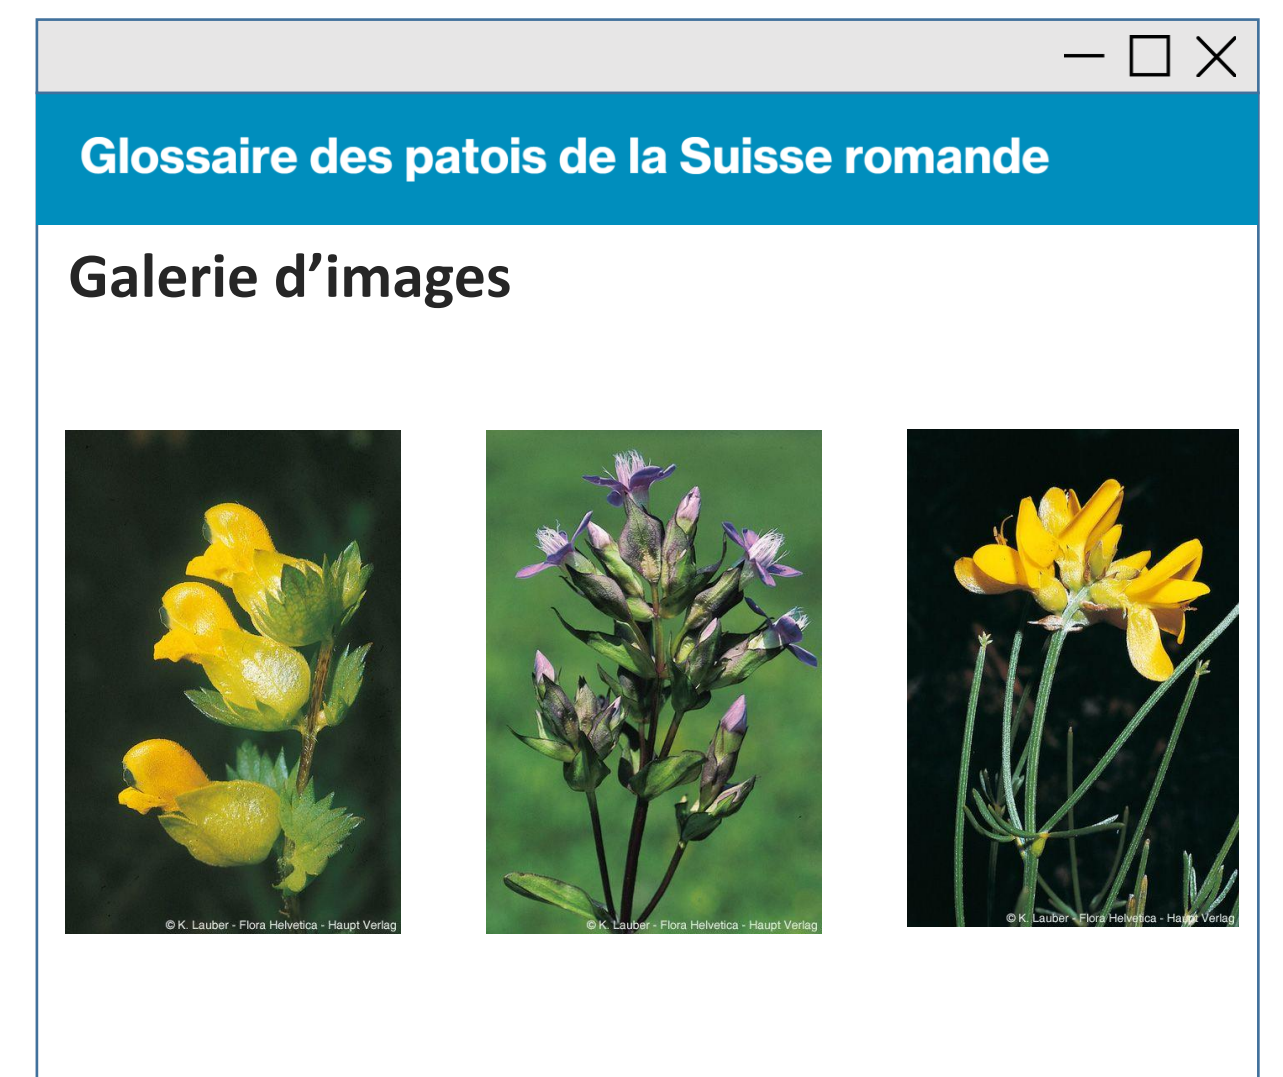 Glossaire des patois de la Suisse romande
Galerie d’images
© K. Lauber - Flora Helvetica - Haupt Verlag
© K. Lauber - Flora Helvetica - Haupt Verlag
© K. Lauber - Flora Helvetica - Haupt Verlag